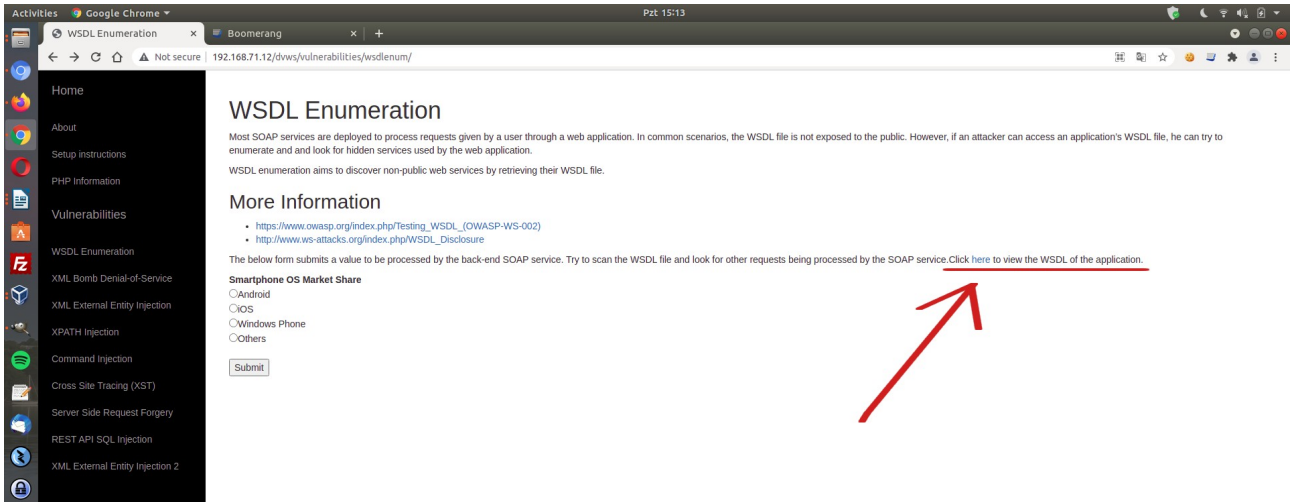 Activities Google Chrome Pzt 15:13
WSDL Enumeration Boomerang
Not secure 192.168.71.12/dvws/vulnerabilities/wsdlenum/
Home
About
Setup instructions
PHP Information
Vulnerabilities
WSDL Enumeration
XML Bomb Denial-of-Service
XML External Entity Injection
XPATH Injection
Command Injection
Cross Site Tracing (XST)
Server Side Request Forgery
REST API SQL Injection
XML External Entity Injection 2
WSDL Enumeration
Most SOAP services are deployed to process requests given by a user through a web application. In common scenarios, the WSDL file is not exposed to the public. However, if an attacker can access an application's WSDL file, he can try to
enumerate and and look for hidden services used by the web application.
WSDL enumeration aims to discover non-public web services by retrieving their WSDL file.
More Information
https://www.owasp.org/index.php/Testing_WSDL_(OWASP-WS-002)
http://www.ws-attacks.org/index.php/WSDL_Disclosure
The below form submits a value to be processed by the back-end SOAP service. Try to scan the WSDL file and look for other requests being processed by the SOAP service.Click here to view the WSDL of the application.
Smartphone OS Market Share
Android
iOS
Windows Phone
Others
Submit